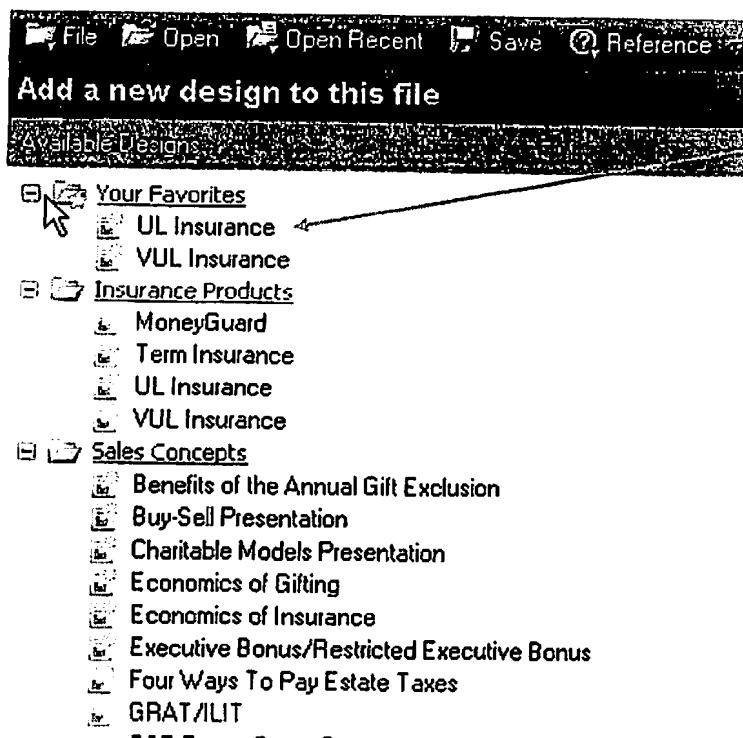 File Open Open Recent Save Reference
Add a new design to this file
Available Designs
Your Favorites
UL Insurance
VUL Insurance
Insurance Products
MoneyGuard
Term Insurance
UL Insurance
VUL Insurance
Sales Concepts
Benefits of the Annual Gift Exclusion
Buy-Sell Presentation
Charitable Models Presentation
Economics of Gifting
Economics of Insurance
Executive Bonus/Restricted Executive Bonus
Four Ways To Pay Estate Taxes
GRAT/ILIT